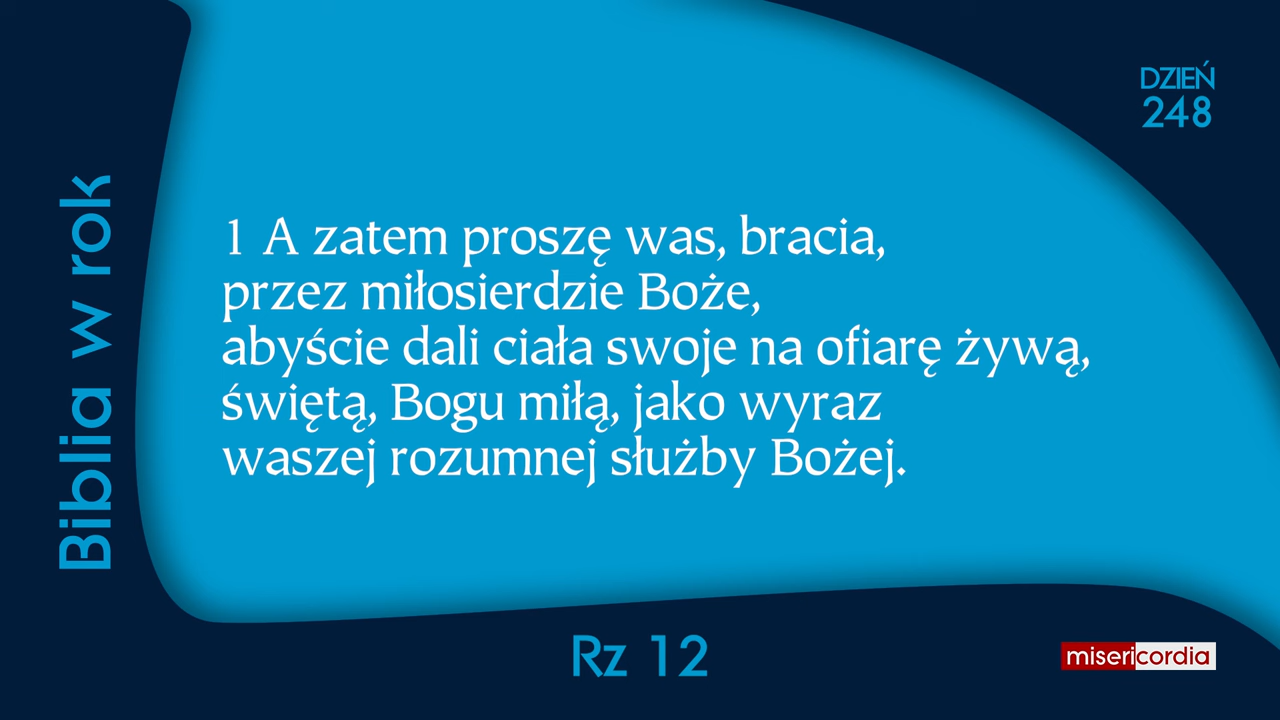 DZIEŃ
248
Biblia w rok
1 A zatem proszę was, bracia,
przez miłosierdzie Boże,
abyście dali ciała swoje na ofiarę żywą,
świętą, Bogu miłą, jako wyraz
waszej rozumnej służby Bożej.
Rz 12
misericordia